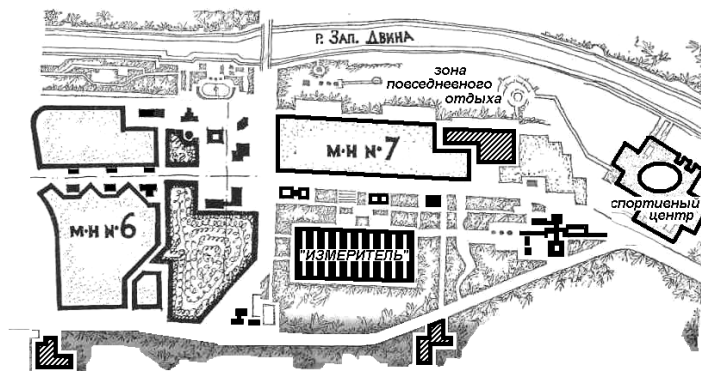 р. Зап. Двина
зона
повседневного
отдыха
м-н №7
спортивный
центр
м-н №6
"ИЗМЕРИТЕЛЬ"